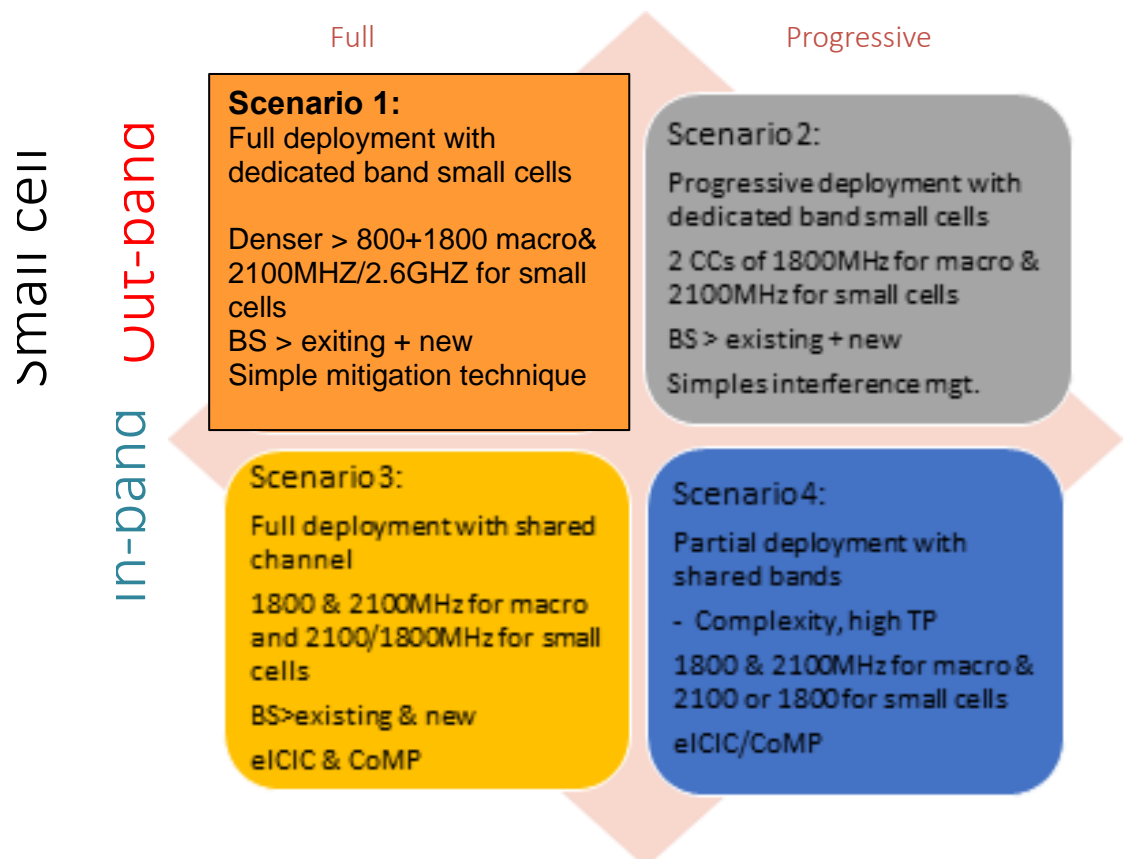 Full
Progressive
Small cell
Out-band
In-band
Scenario 1:
Full deployment with
dedicated band small cells
Denser > 800+1800 macro&
2100MHZ/2.6GHZ for small
cells
BS > exiting + new
Simple mitigation technique
Scenario 2:
Progressive deployment with
dedicated band small cells
2 CCs of 1800MHz for macro &
2100MHz for small cells
BS > existing + new
Simples interference mgt.
Scenario 3:
Full deployment with shared
channel
1800 & 2100MHz for macro
and 2100/1800MHz for small
cells
BS>existing & new
eICIC & CoMP
Scenario 4:
Partial deployment with
shared bands
- Complexity, high TP
1800 & 2100MHz for macro &
2100 or 1800 for small cells
eICIC/CoMP